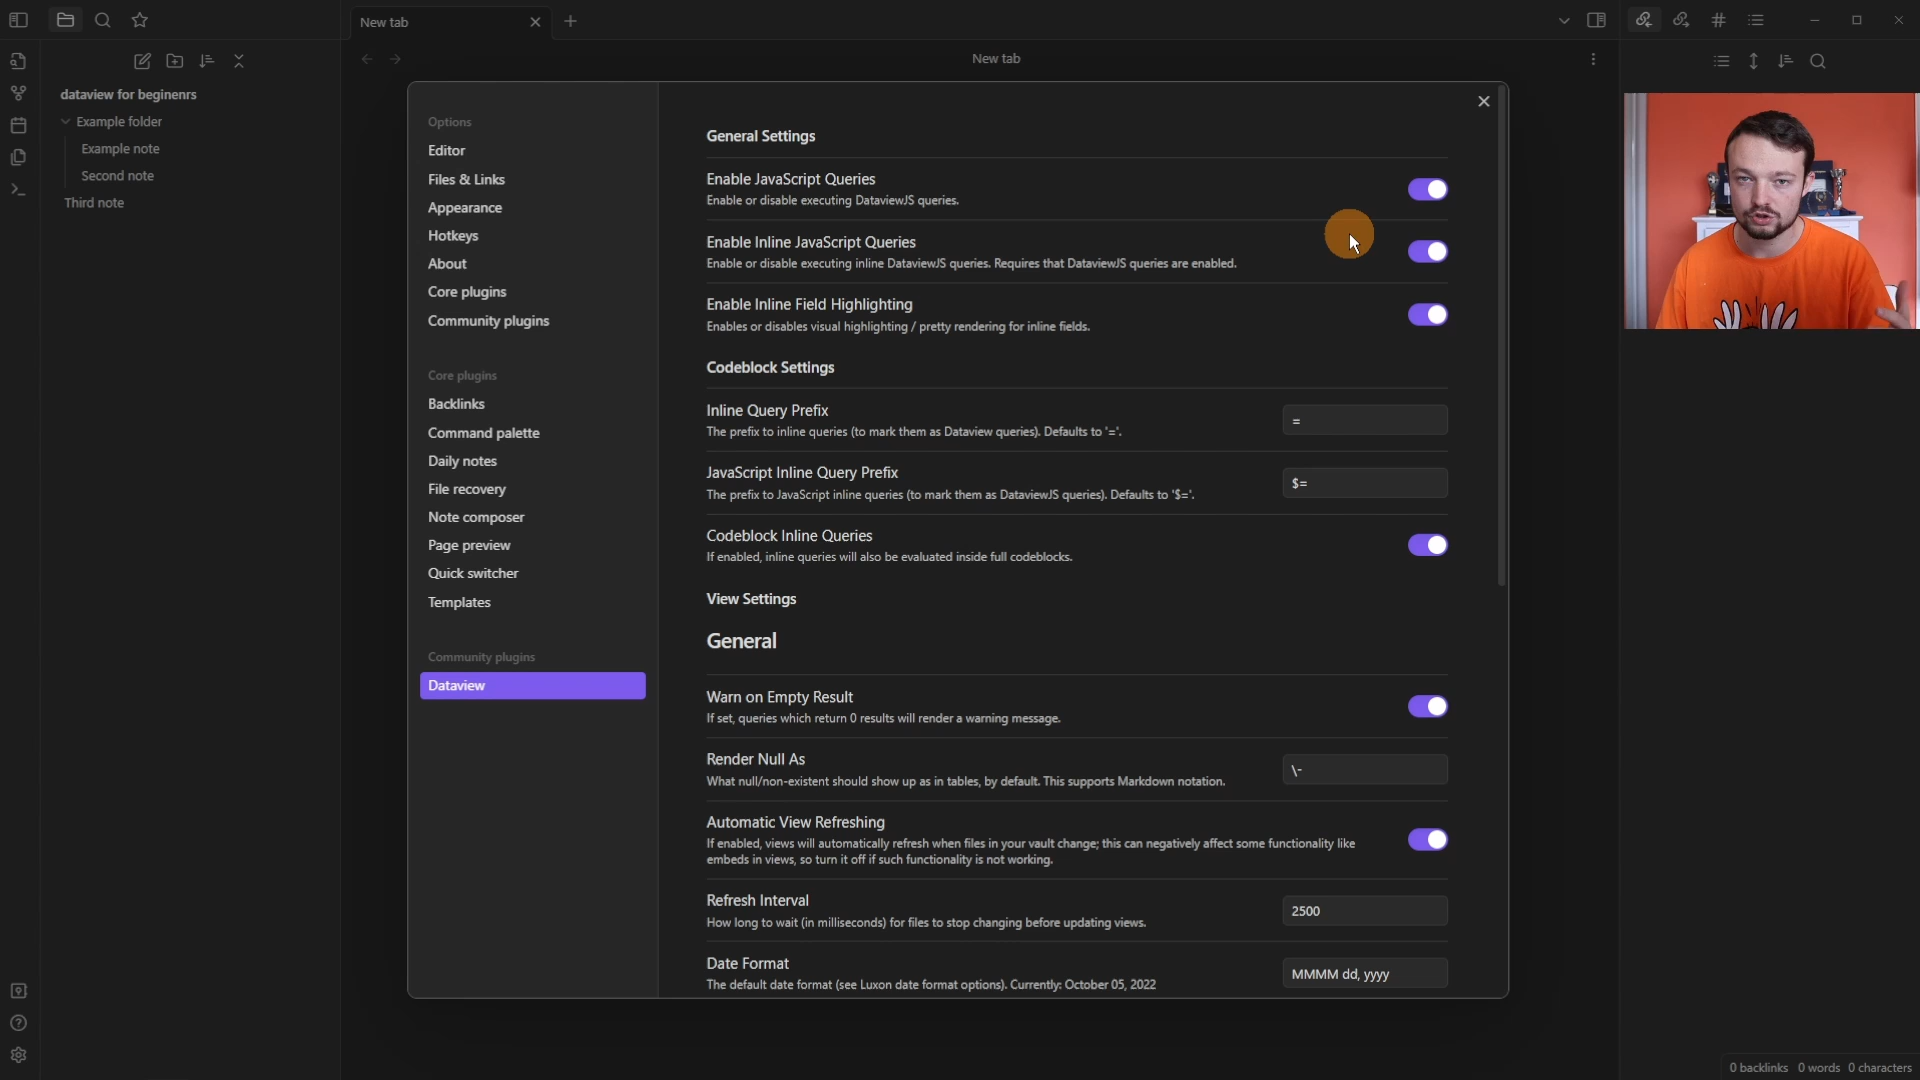 New tab
New tab
dataview for beginenrs
Example folder
Example note
Second note
Third note
Options
Editor
Files & Links
Appearance
Hotkeys
About
Core plugins
Community plugins
Core plugins
Backlinks
Command palette
Daily notes
File recovery
Note composer
Page preview
Quick switcher
Templates
Community plugins
Dataview
General Settings
Enable JavaScript Queries
Enable or disable executing DataviewJS queries.
Enable Inline JavaScript Queries
Enable or disable executing inline DataviewJS queries. Requires that DataviewJS queries are enabled.
Enable Inline Field Highlighting
Enables or disables visual highlighting / pretty rendering for inline fields.
Codeblock Settings
Inline Query Prefix
The prefix to inline queries (to mark them as Dataview queries). Defaults to '='.
=
JavaScript Inline Query Prefix
The prefix to JavaScript inline queries (to mark them as DataviewJS queries). Defaults to '$='.
$=
Codeblock Inline Queries
If enabled, inline queries will also be evaluated inside full codeblocks.
View Settings
General
Warn on Empty Result
If set, queries which return 0 results will render a warning message.
Render Null As
What null/non-existent should show up as in tables, by default. This supports Markdown notation.
\-
Automatic View Refreshing
If enabled, views will automatically refresh when files in your vault change; this can negatively affect some functionality like
embeds in views, so turn it off if such functionality is not working.
Refresh Interval
How long to wait (in milliseconds) for files to stop changing before updating views.
2500
Date Format
The default date format (see Luxon date format options). Currently: October 05, 2022
MMMM dd, yyyy
0 backlinks 0 words 0 characters